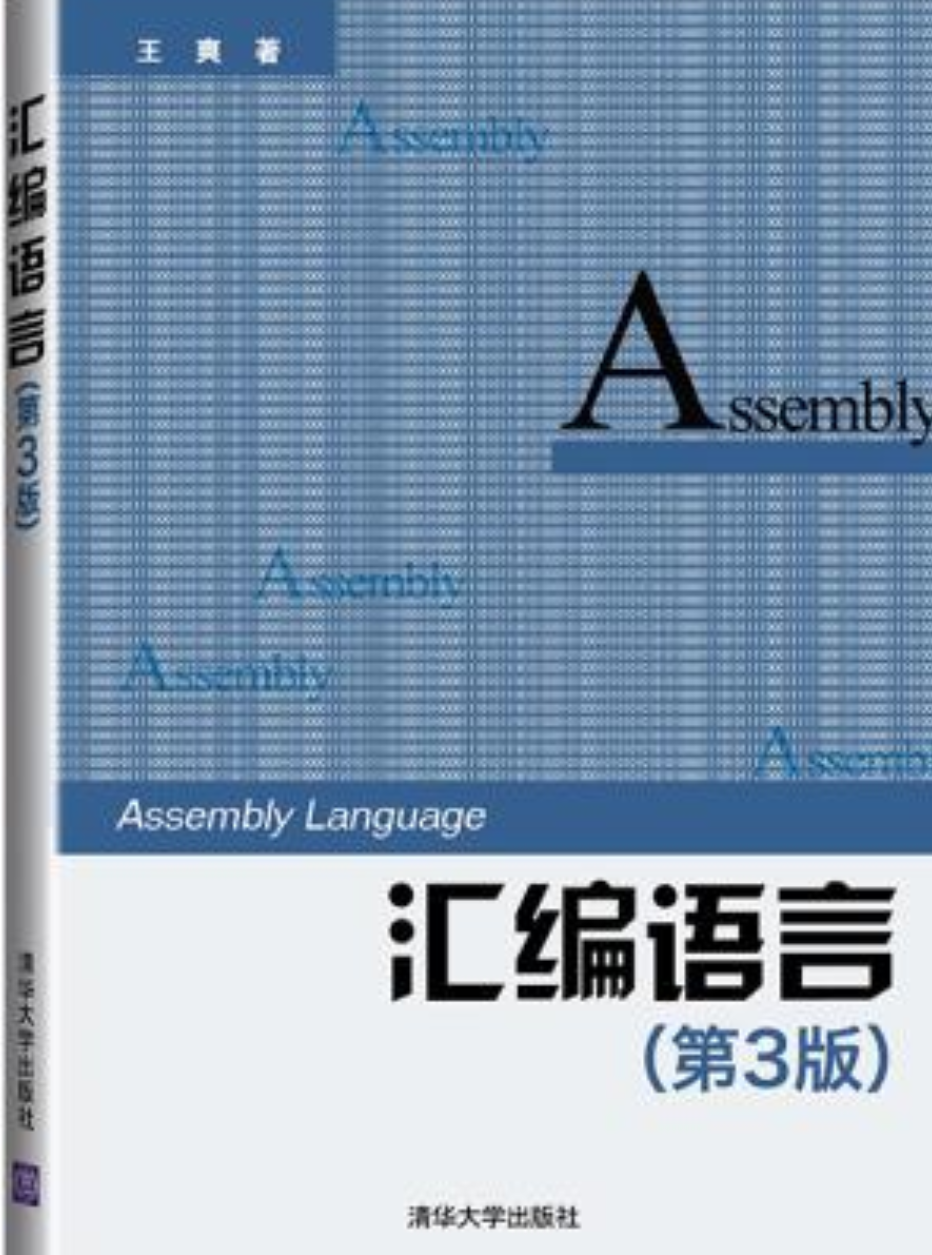 王 爽 著
Assembly
Assembly
Assembly
Assembly
Assemb
Assembly Language
汇编语言
(第3版)
清华大学出版社
汇编语言(第3版)
清华大学出版社